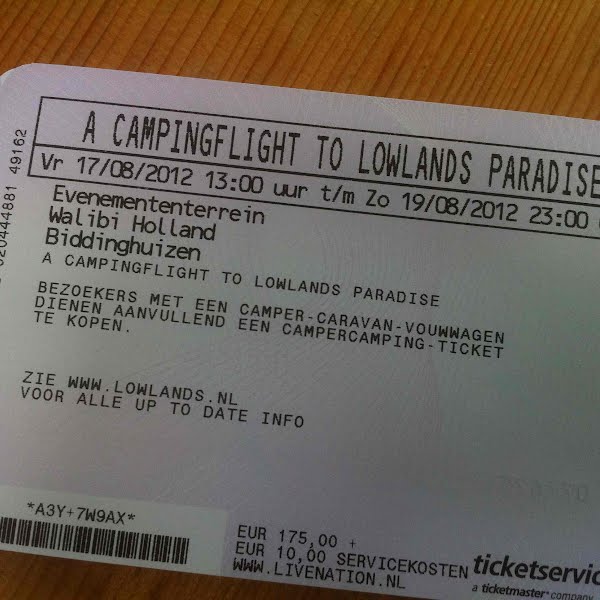 A CAMPINGFLIGHT TO LOWLANDS PARADISE
Vr 17/08/2012 13:00 uur t/m Zo 19/08/2012 23:00
Evenemententerrein
Walibi Holland
Biddinghuizen
A CAMPINGFLIGHT TO LOWLANDS PARADISE
BEZOEKERS MET EEN CAMPER-CARAVAN-VOUWWAGEN
DIENEN AANVULLEND EEN CAMPERCAMPING-TICKET
TE KOPEN.
ZIE WWW.LOWLANDS.NL
VOOR ALLE UP TO DATE INFO
*A3Y+7W9AX*
EUR 175,00 +
EUR 10,00 SERVICEKOSTEN
WWW.LIVENATION.NL
ticketservic
a ticketmaster company
020444881 49162